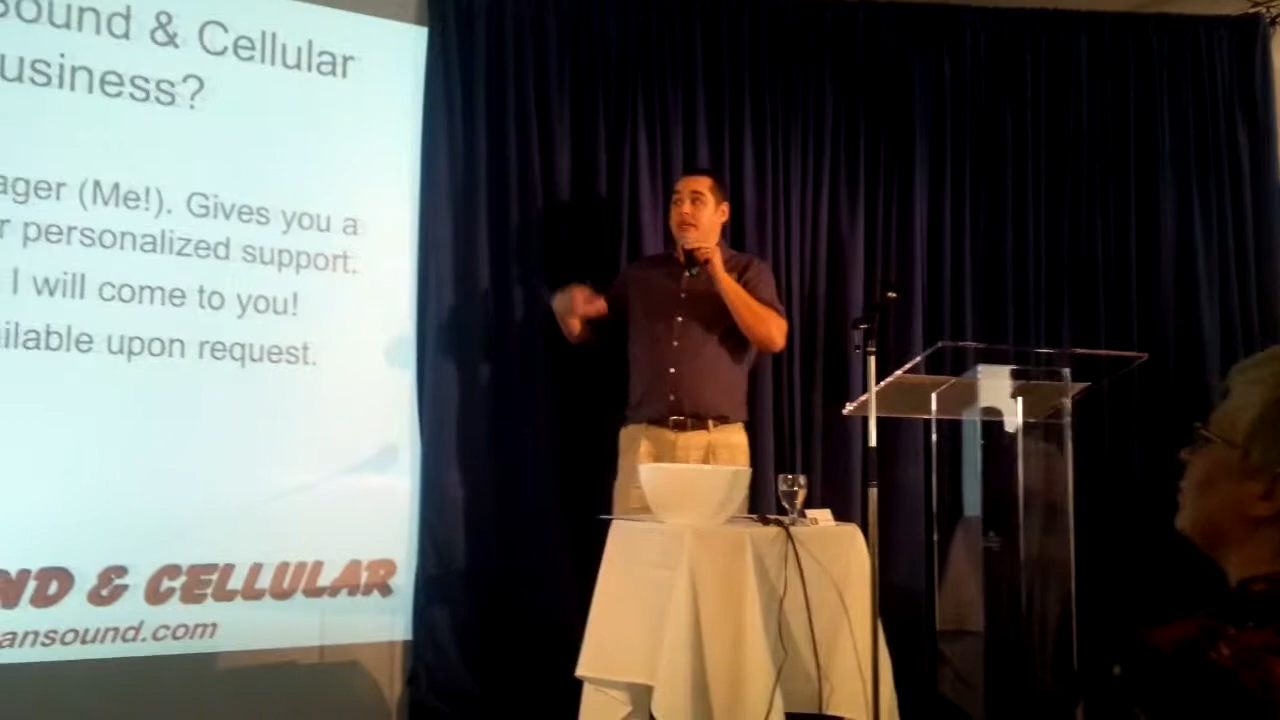 Sound & Cellular
usiness?
ager (Me!). Gives you a
r personalized support.
I will come to you!
ilable upon request.
ND & CELLULAR
ansound.com